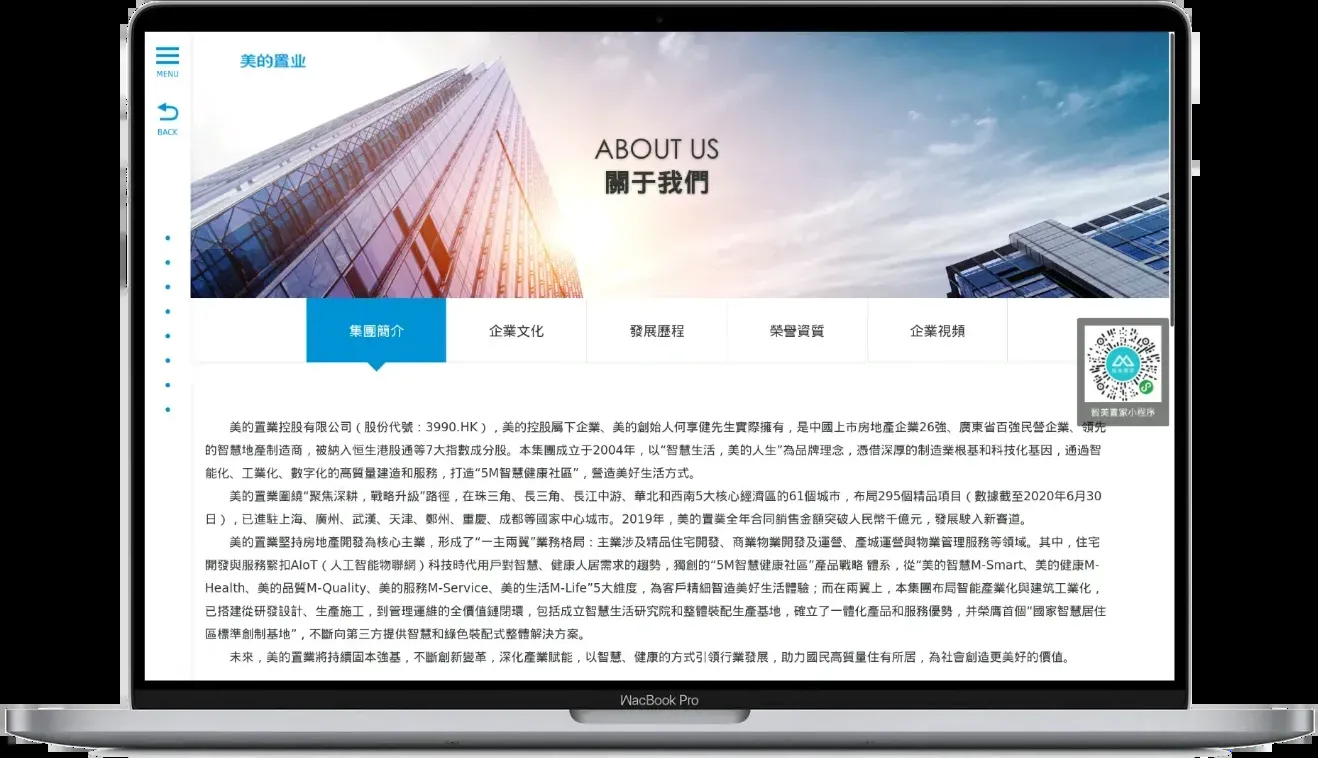 MENU
美的置业
BACK
ABOUT US
關于我們
集團簡介
企業文化
發展歷程
榮譽資質
企業視頻
智美置家小程序
美的置業控股有限公司（股份代號：3990.HK），美的控股屬下企業、美的創始人何享健先生實際擁有，是中國上市房地產企業26強、廣東省百強民營企業、領先
的智慧地產制造商，被納入恒生港股通等7大指數成分股。本集團成立于2004年，以“智慧生活，美的人生”為品牌理念，憑借深厚的制造業根基和科技化基因，通過智
能化、工業化、數字化的高質量建造和服務，打造“5M智慧健康社區”，營造美好生活方式。
美的置業圍繞“聚焦深耕，戰略升級”路徑，在珠三角、長三角、長江中游、華北和西南5大核心經濟區的61個城市，布局295個精品項目（數據截至2020年6月30
日），已進駐上海、廣州、武漢、天津、鄭州、重慶、成都等國家中心城市。2019年，美的置業全年合同銷售金額突破人民幣千億元，發展駛入新賽道。
美的置業堅持房地產開發為核心主業，形成了“一主兩翼”業務格局：主業涉及精品住宅開發、商業物業開發及運營、產城運營與物業管理服務等領域。其中，住宅
開發與服務緊扣AIoT（人工智能物聯網）科技時代用戶對智慧、健康人居需求的趨勢，獨創的“5M智慧健康社區”產品戰略 體系，從“美的智慧M-Smart、美的健康M-
Health、美的品質M-Quality、美的服務M-Service、美的生活M-Life”5大維度，為客戶精細智造美好生活體驗；而在兩翼上，本集團布局智能產業化與建筑工業化，
已搭建從研發設計、生產施工，到管理運維的全價值鏈閉環，包括成立智慧生活研究院和整體裝配生產基地，確立了一體化產品和服務優勢，并榮膺首個“國家智慧居住
區標準創制基地”，不斷向第三方提供智慧和綠色裝配式整體解決方案。
未來，美的置業將持續固本強基，不斷創新變革，深化產業賦能，以智慧、健康的方式引領行業發展，助力國民高質量住有所居，為社會創造更美好的價值。
MacBook Pro